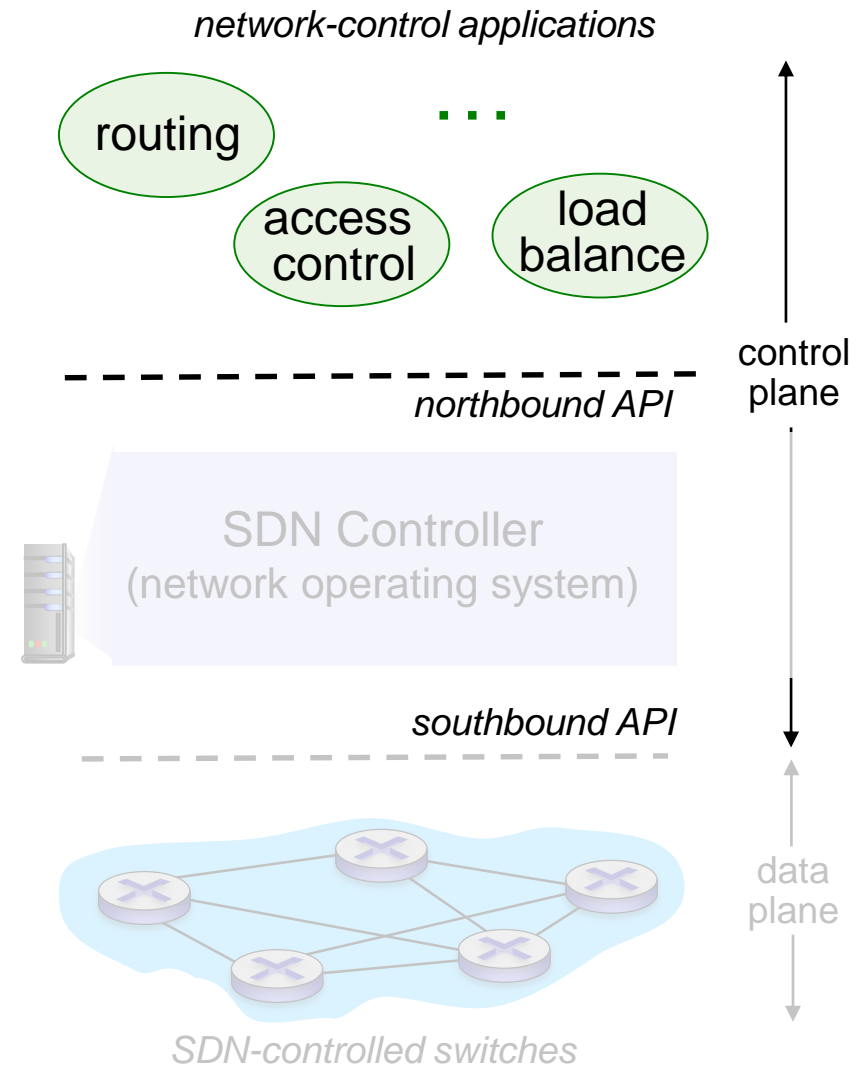 network-control applications
routing
. . .
access
control
load
balance
control
plane
northbound API
SDN Controller
(network operating system)
southbound API
data
plane
SDN-controlled switches